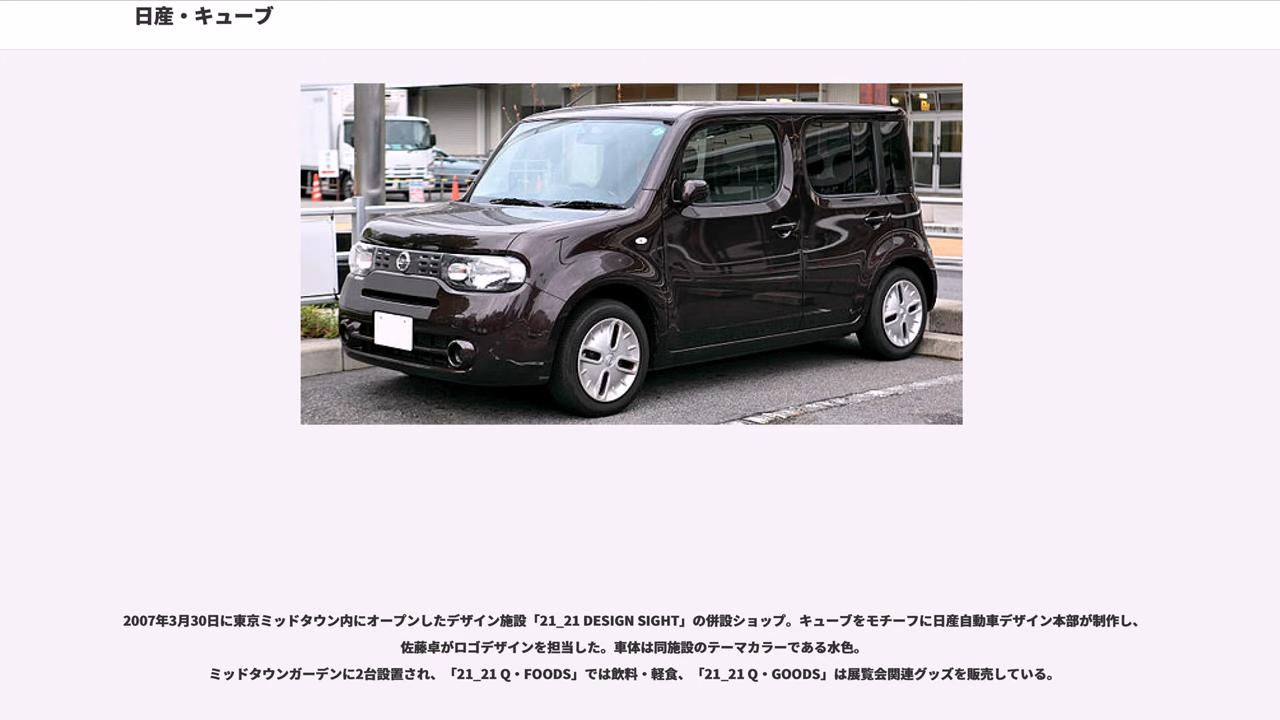 日産・キューブ
2007年3月30日に東京ミッドタウン内にオープンしたデザイン施設「21_21 DESIGN SIGHT」の併設ショップ。キューブをモチーフに日産自動車デザイン本部が制作し、
佐藤卓がロゴデザインを担当した。車体は同施設のテーマカラーである水色。
ミッドタウンガーデンに2台設置され、「21_21 Q・FOODS」では飲料・軽食、「21_21 Q・GOODS」は展覧会関連グッズを販売している。